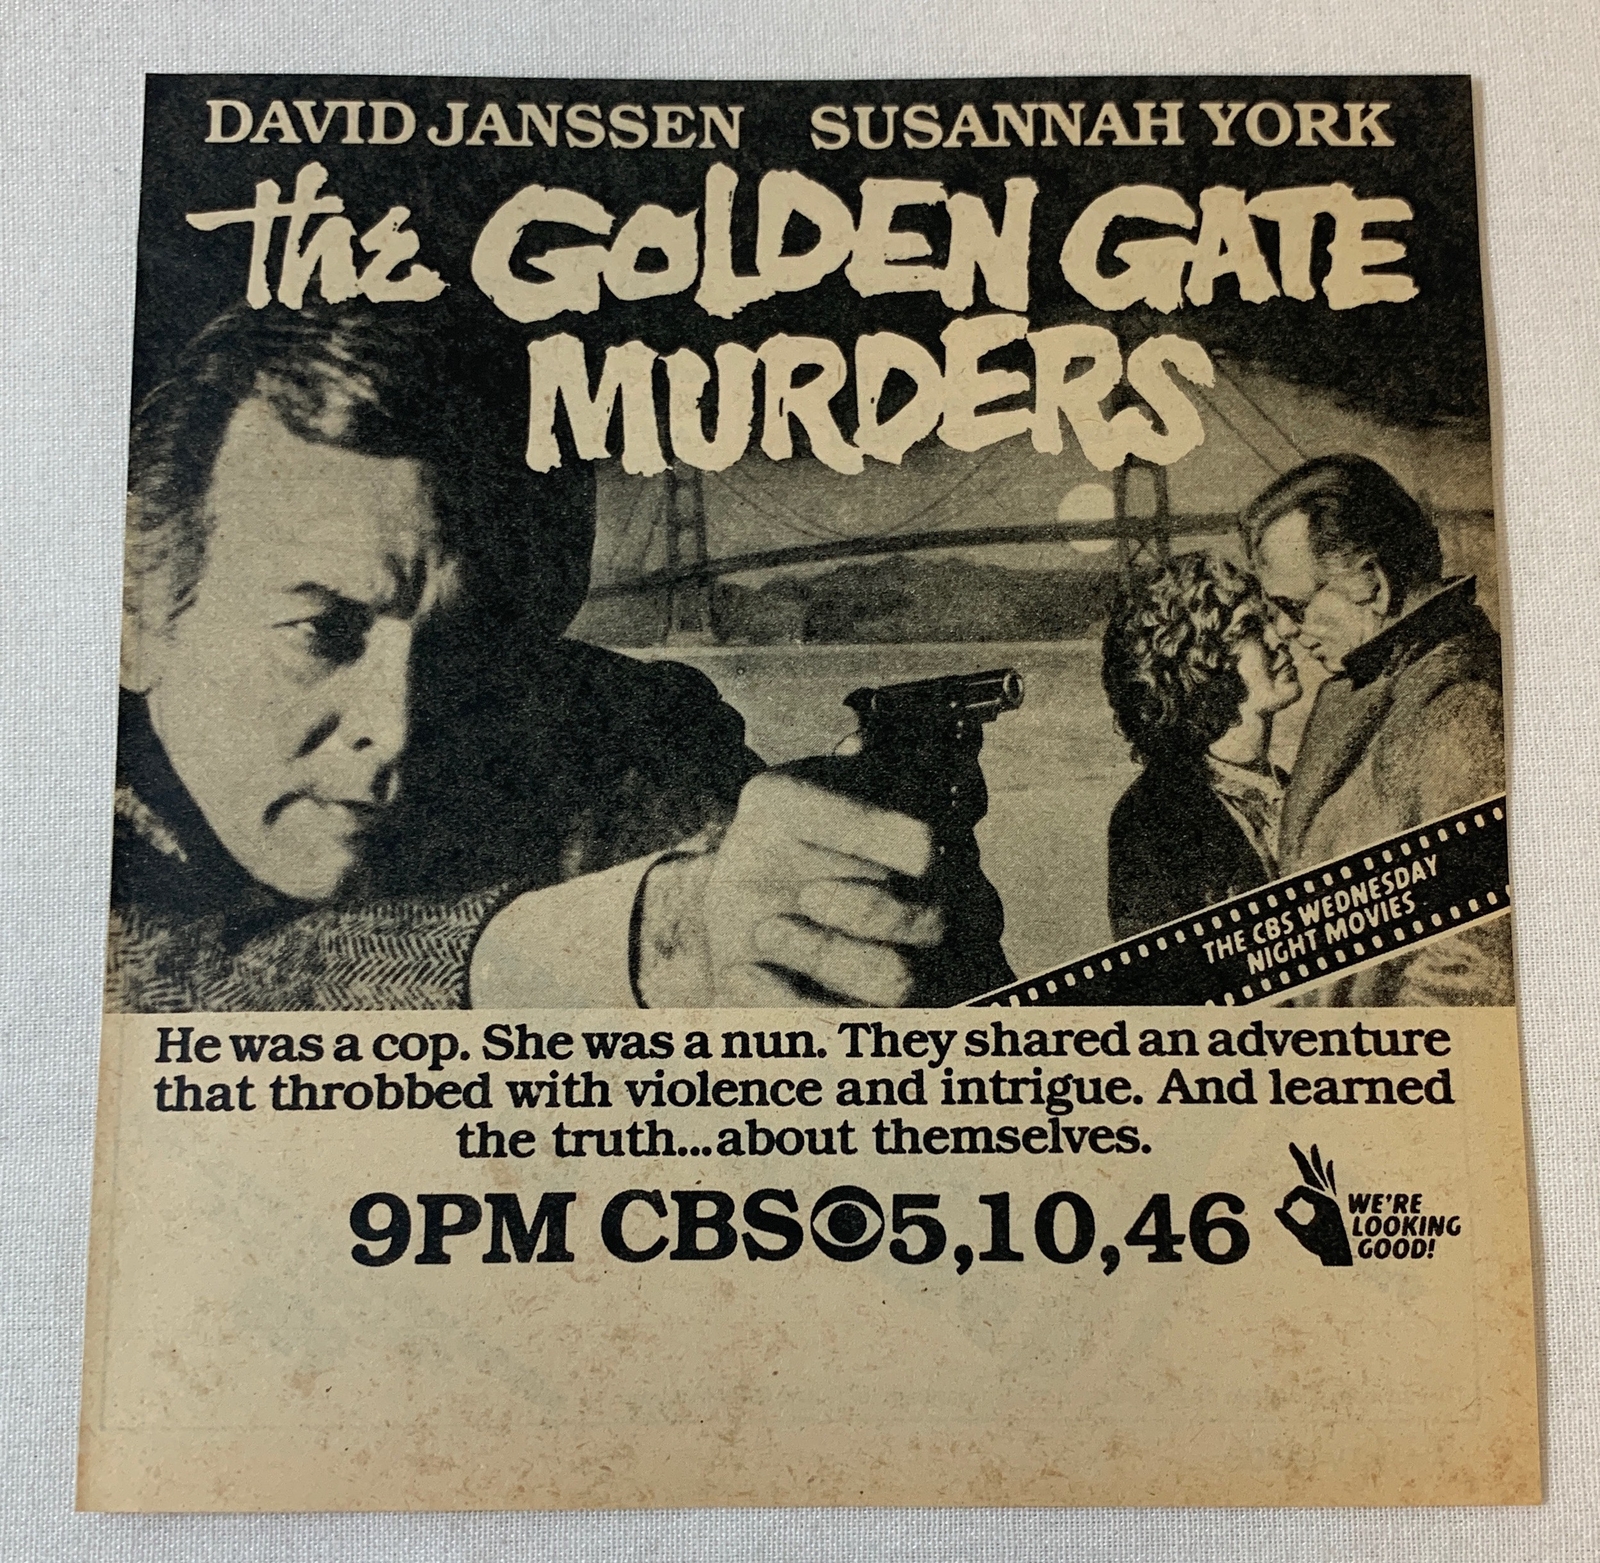 DAVID JANSSEN SUSANNAH YORK
the GOLDEN GATE
MURDERS
THE CBS WEDNESDAY
NIGHT MOVIES
He was a cop. She was a nun. They shared an adventure
that throbbed with violence and intrigue. And learned
the truth...about themselves.
9PM CBS 5,10,46
WE'RE
LOOKING
GOOD!